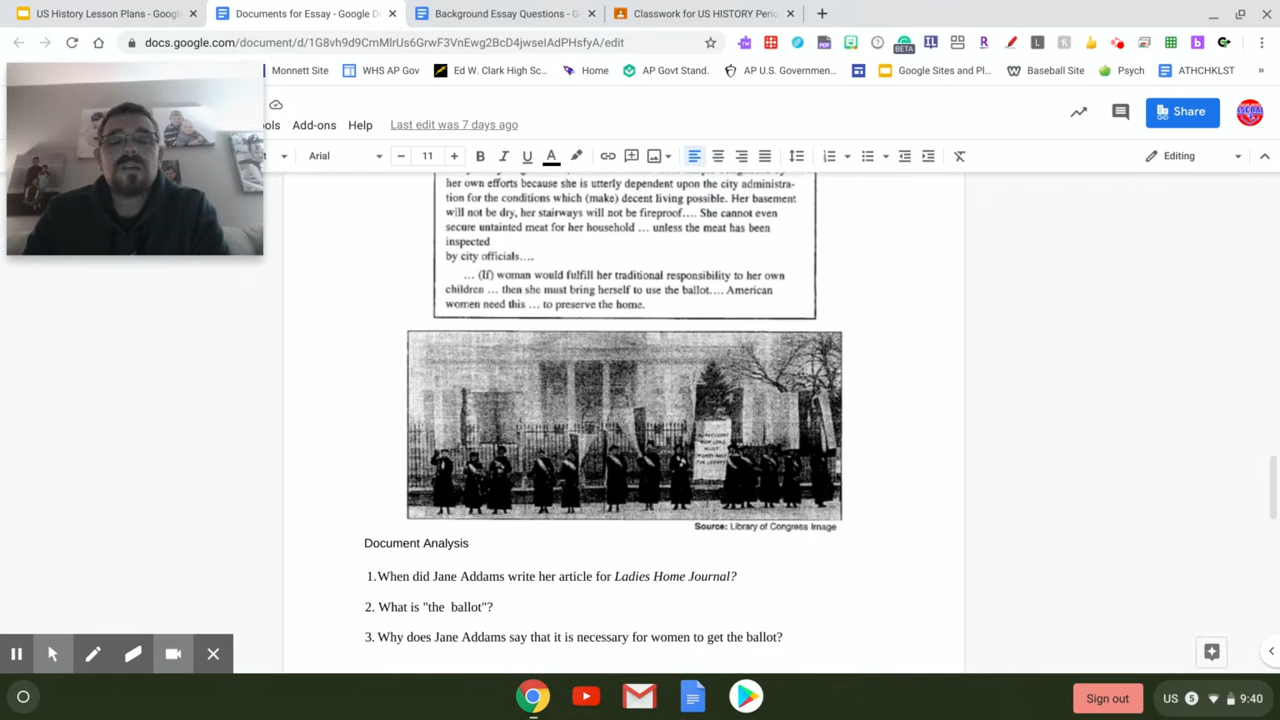 US History Lesson Plans - Googl
Documents for Essay - Google D
Background Essay Questions - G
Classwork for US HISTORY Perio
docs.google.com/document/d/1G8vh9d9CmMlrUs6GrwF3VnEwg2BcD4jwseIAdPHsfyA/edit
BETA
Monnett Site
WHS AP Gov
Ed W. Clark High Sc...
Home
AP Govt Stand.
AP U.S. Governmen...
Google Sites and Pl...
Baseball Site
Psych
ATHCHKLST
ols
Add-ons
Help
Last edit was 7 days ago
Share
Arial
11
Editing
her own efforts because she is utterly dependent upon the city administra-
tion for the conditions which (make) decent living possible. Her basement
will not be dry, her stairways will not be fireproof.... She cannot even
secure untainted meat for her household ... unless the meat has been
inspected
by city officials....
... (If) woman would fulfill her traditional responsibility to her own
children ... then she must bring herself to use the ballot.... American
women need this ... to preserve the home.
Source: Library of Congress Image
Document Analysis
1.When did Jane Addams write her article for Ladies Home Journal?
2. What is "the ballot"?
3. Why does Jane Addams say that it is necessary for women to get the ballot?
Sign out
US
5
9:40